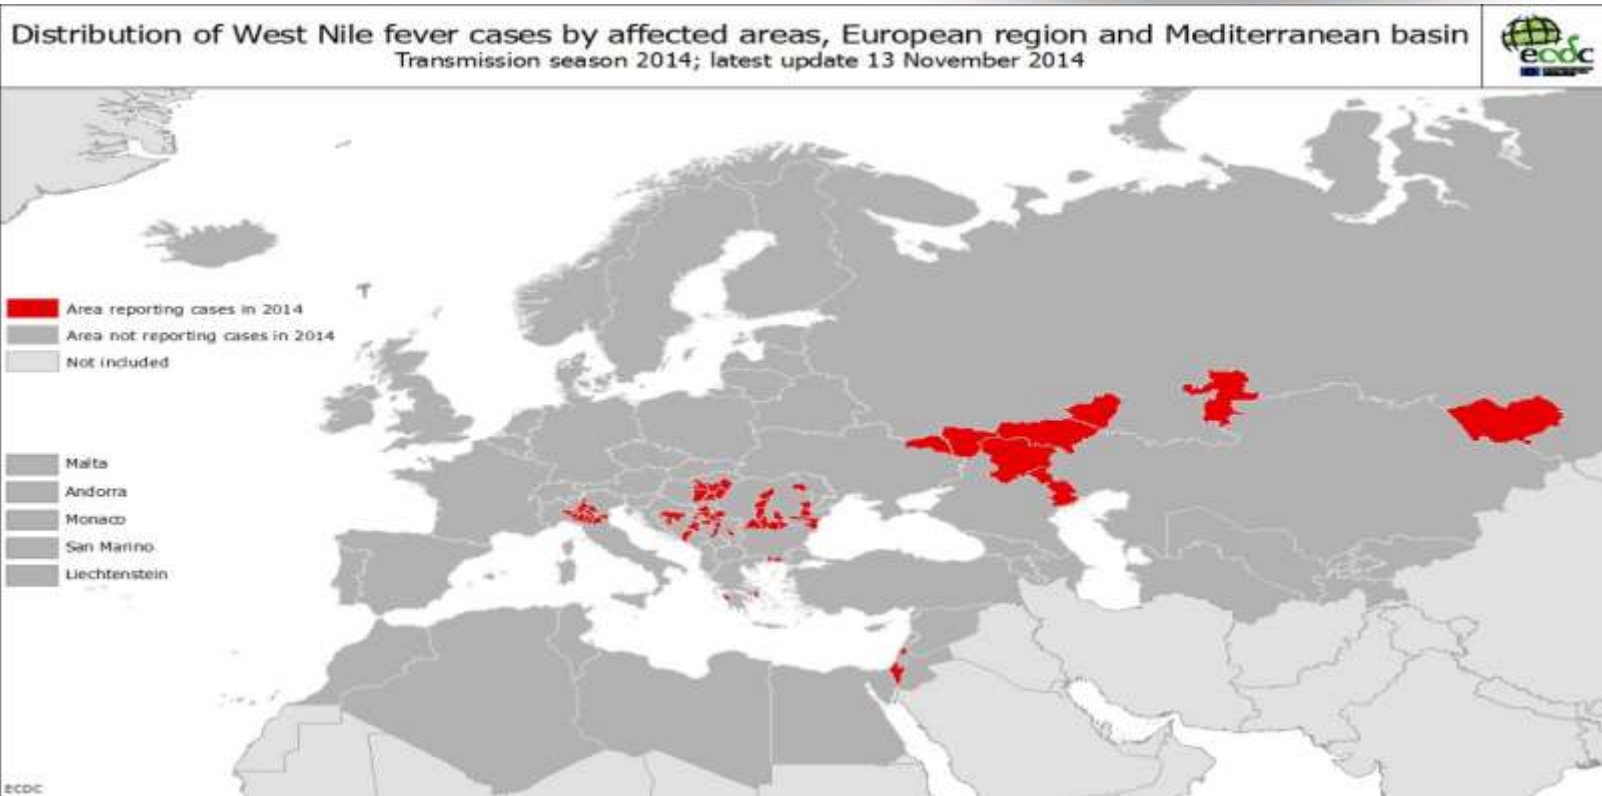 Distribution of West Nile fever cases by affected areas, European region and Mediterranean basin
Transmission season 2014; latest update 13 November 2014
ecdc
Area reporting cases in 2014
Area not reporting cases in 2014
Not included
Malta
Andorra
Monaco
San Marino
Liechtenstein
ECDC